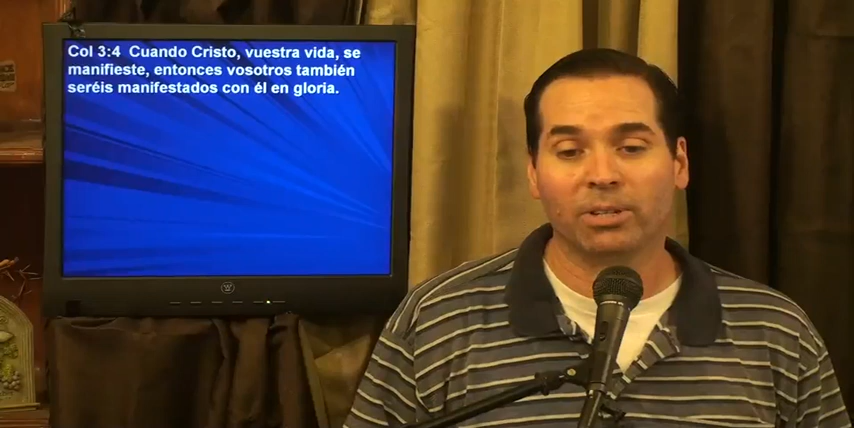 Col 3:4 Cuando Cristo, vuestra vida, se
manifieste, entonces vosotros también
seréis manifestados con él en gloria.